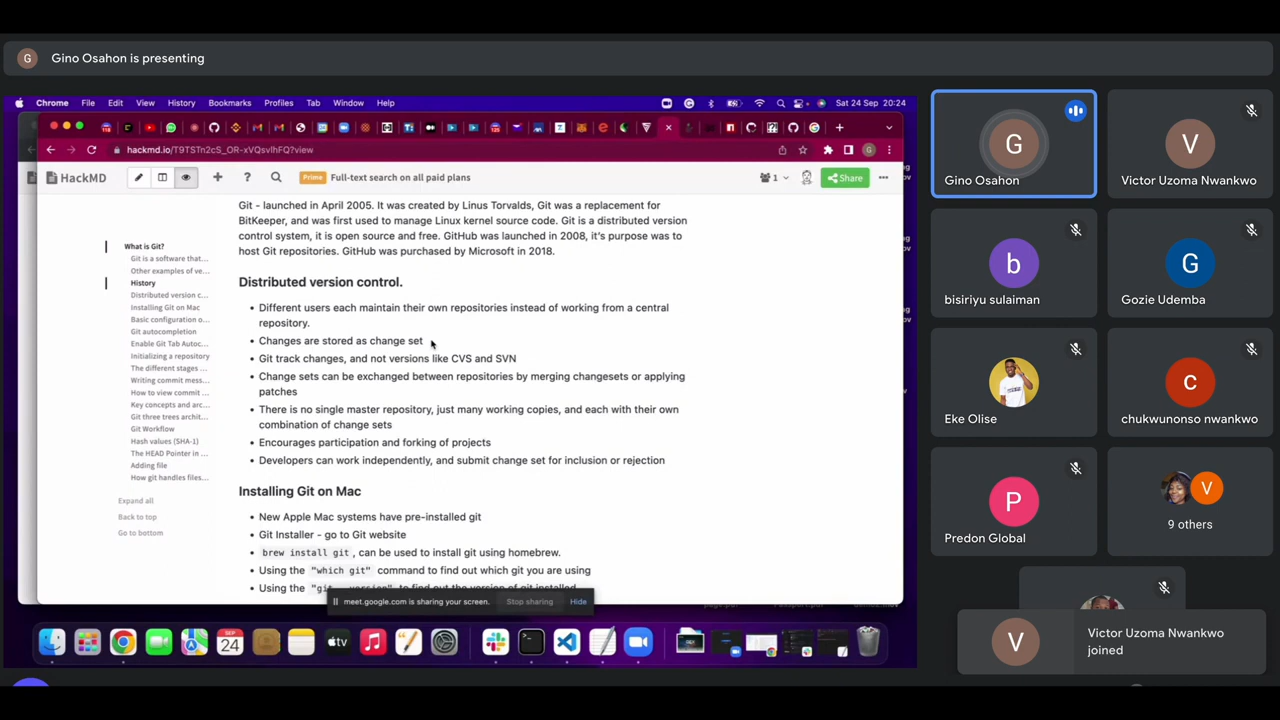 G
Gino Osahon is presenting
Chrome File Edit View History Bookmarks Profiles Tab Window Help
Sat 24 Sep 20:24
hackmd.io/T9TSTn2cS_OR-xVQsvlhFQ?view
G
HackMD
Prime Full-text search on all paid plans
1
Share
What is Git?
Git is a software that...
Other examples of ve...
History
Distributed version c...
Installing Git on Mac
Basic configuration o...
Git autocompletion
Enable Git Tab Autoc...
Initializing a repository
The different stages ...
Writing commit mess...
How to view commit ...
Key concepts and arc...
Git three trees archit...
Git Workflow
Hash values (SHA-1)
The HEAD Pointer in ...
Adding file
How git handles files...
Expand all
Back to top
Go to bottom
Git - launched in April 2005. It was created by Linus Torvalds, Git was a replacement for
BitKeeper, and was first used to manage Linux kernel source code. Git is a distributed version
control system, it is open source and free. GitHub was launched in 2008, it's purpose was to
host Git repositories. GitHub was purchased by Microsoft in 2018.
Distributed version control.
• Different users each maintain their own repositories instead of working from a central
repository.
• Changes are stored as change set
• Git track changes, and not versions like CVS and SVN
• Change sets can be exchanged between repositories by merging changesets or applying
patches
• There is no single master repository, just many working copies, and each with their own
combination of change sets
• Encourages participation and forking of projects
• Developers can work independently, and submit change set for inclusion or rejection
Installing Git on Mac
• New Apple Mac systems have pre-installed git
• Git Installer - go to Git website
• brew install git , can be used to install git using homebrew.
• Using the "which git" command to find out which git you are using
• Using the "git --version" to find out the version of git installed
meet.google.com is sharing your screen. Stop sharing Hide
SEP
24
tv
G
Gino Osahon
V
Victor Uzoma Nwankwo
b
bisiriyu sulaiman
G
Gozie Udemba
Eke Olise
c
chukwunonso nwankwo
P
Predon Global
V
9 others
V
Victor Uzoma Nwankwo
joined